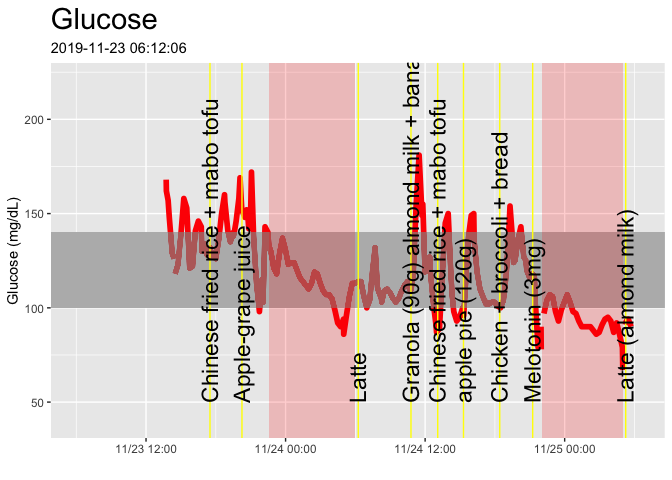 Glucose
2019-11-23 06:12:06
Glucose (mg/dL)
200
150
100
50
Chinese fried rice + mabo tofu
Apple-grape juice
Latte
Granola (90g) almond milk + bana
Chinese fried rice + mabo tofu
apple pie (120g)
Chicken + broccoli + bread
Melotonin (3mg)
Latte (almond milk)
11/23 12:00
11/24 00:00
11/24 12:00
11/25 00:00